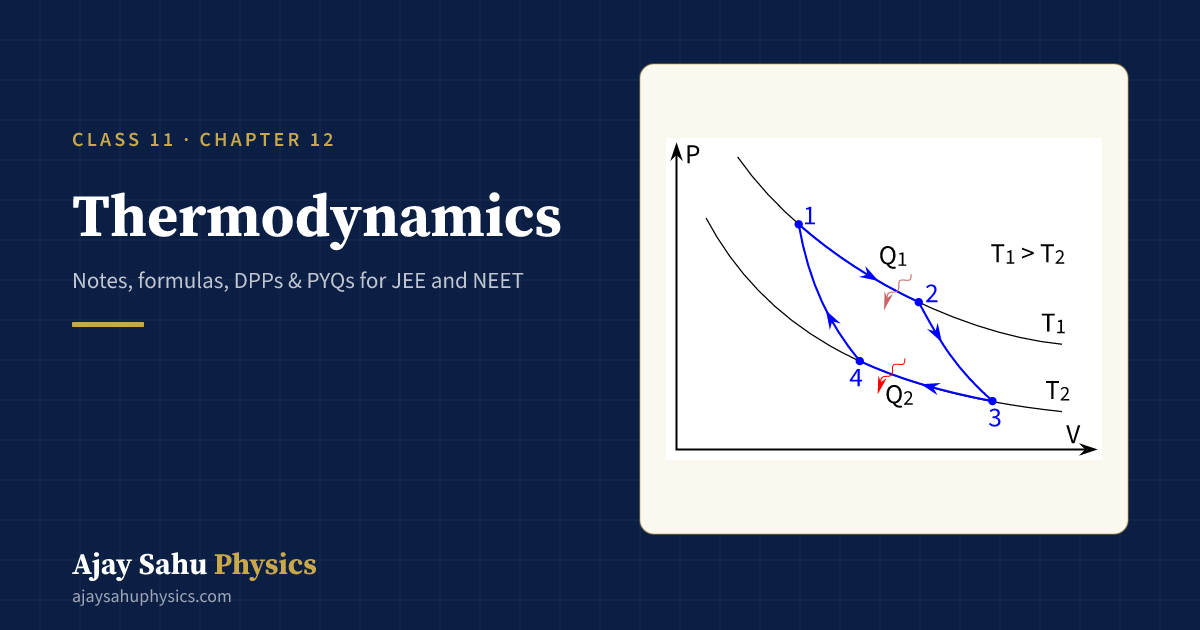 CLASS 11 · CHAPTER 12
Thermodynamics
Notes, formulas, DPPs & PYQs for JEE and NEET
Ajay Sahu Physics
ajaysahuphysics.com
P
1
Q1
T1 > T2
2
T1
4
Q2
T2
3
V